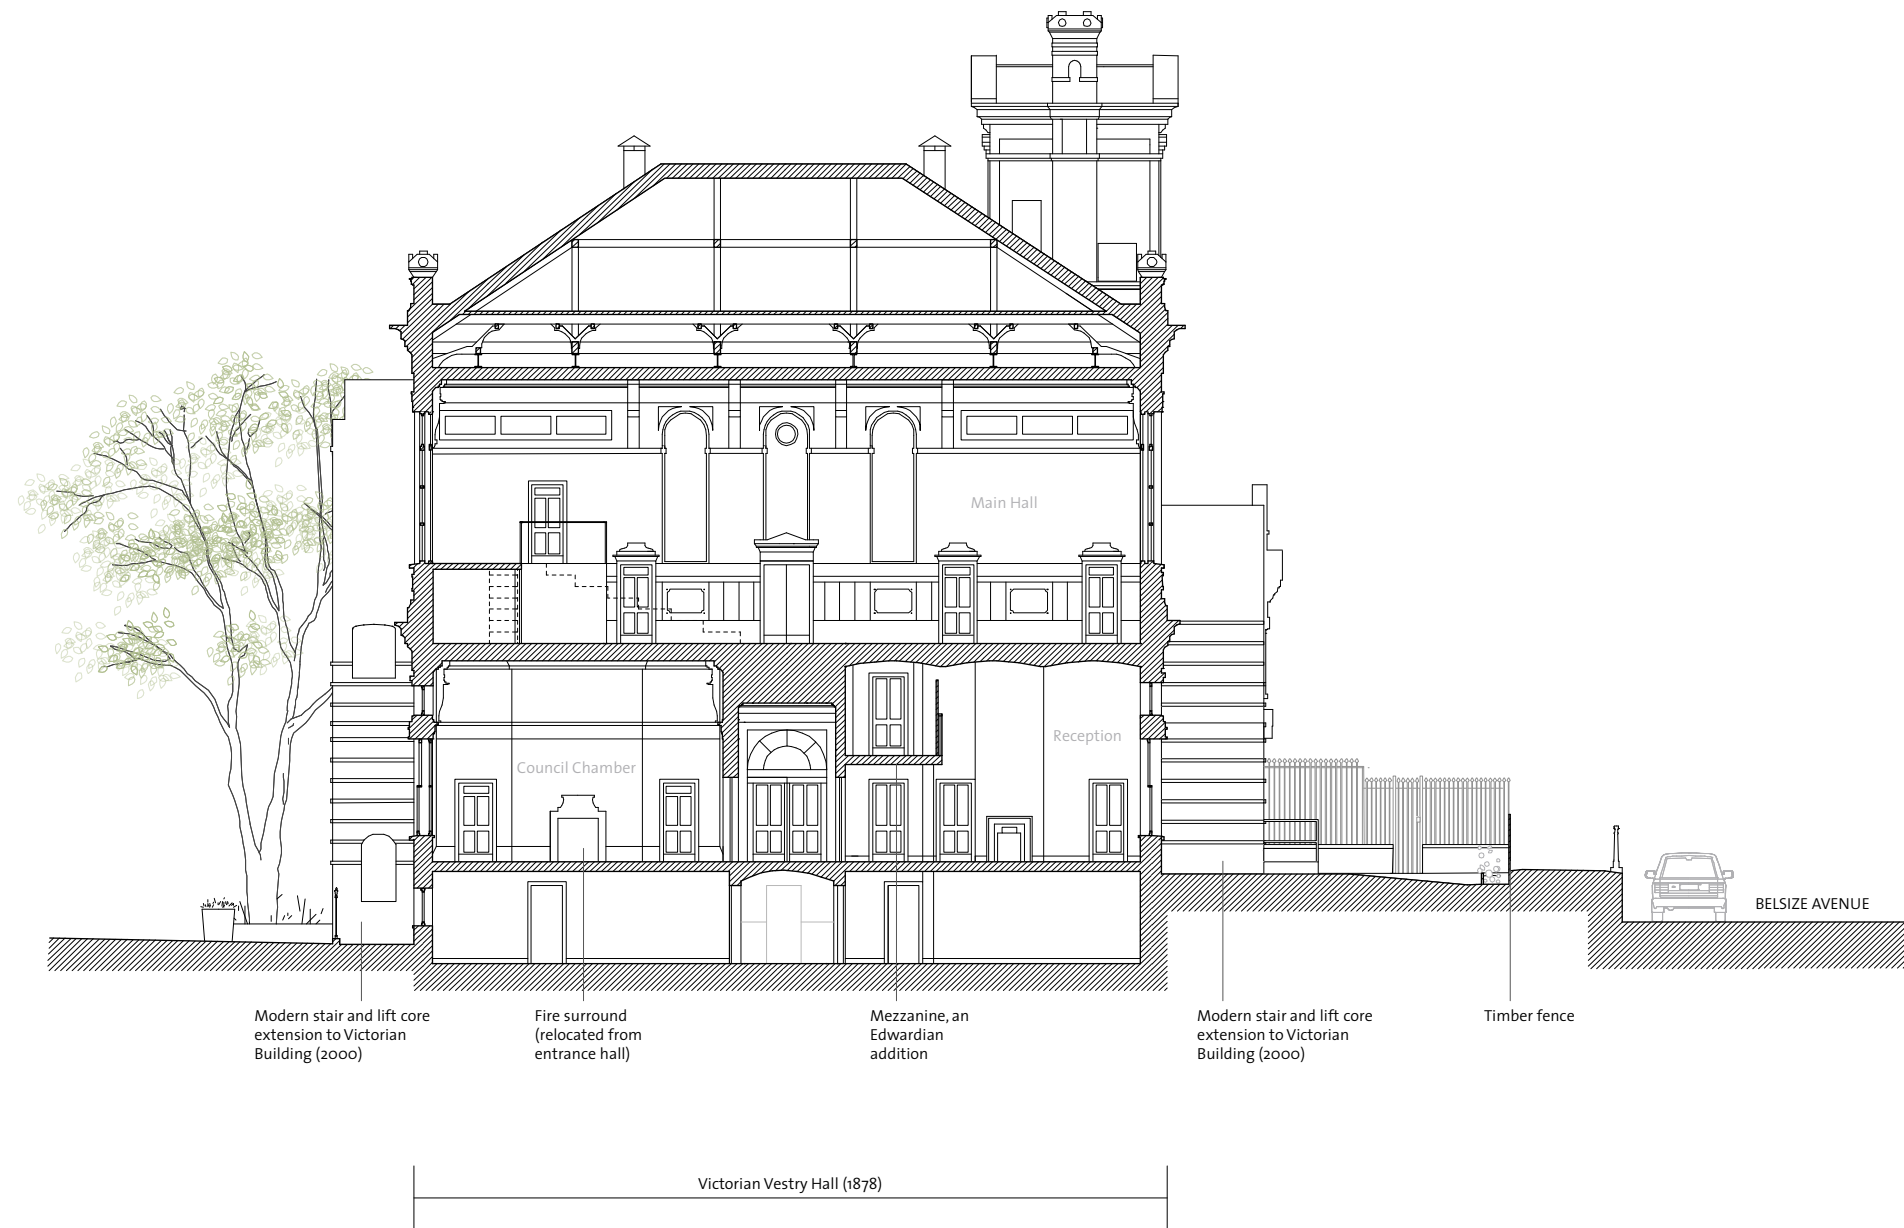 Main Hall
Reception
Council Chamber
BELSIZE AVENUE
Modern stair and lift core
extension to Victorian
Building (2000)
Fire surround
(relocated from
entrance hall)
Mezzanine, an
Edwardian
addition
Modern stair and lift core
extension to Victorian
Building (2000)
Timber fence
Victorian Vestry Hall (1878)